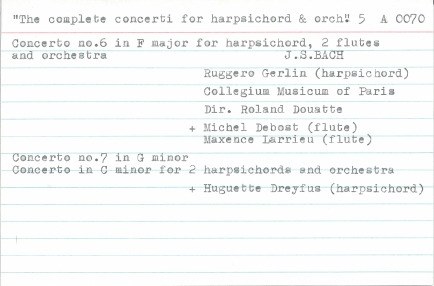 "The complete concerti for harpsichord & orch" 5 A 0070
Concerto no.6 in F major for harpsichord, 2 flutes
and orchestra J.S.BACH
Ruggero Gerlin (harpsichord)
Collegium Musicum of Paris
Dir. Roland Douatte
+ Michel Debost (flute)
Maxence Larrieu (flute)
Concerto no.7 in G minor
Concerto in C minor for 2 harpsichords and orchestra
+ Huguette Dreyfus (harpsichord)